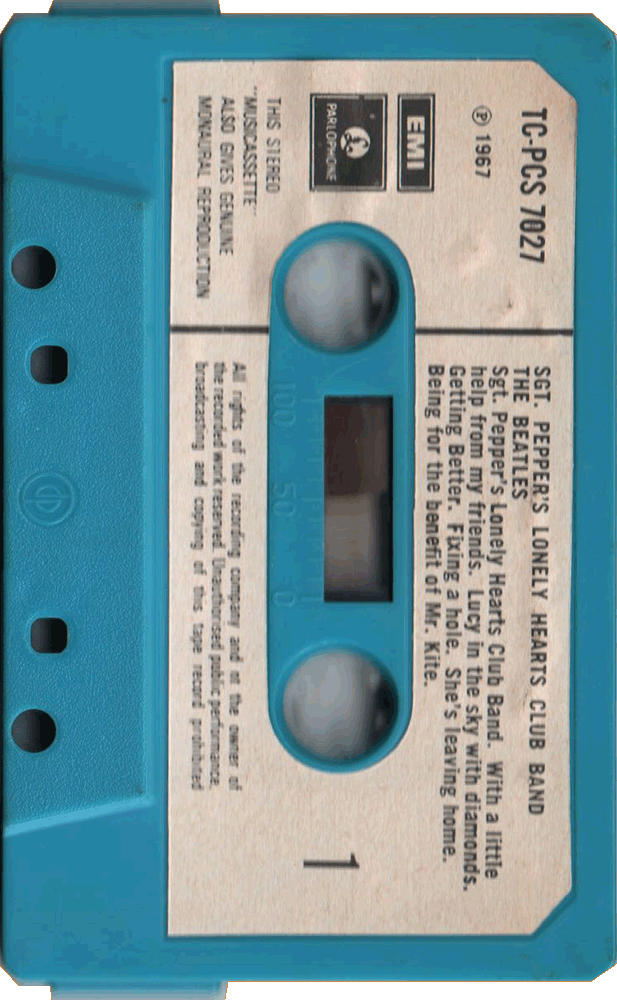 TC-PCS 7027
℗ 1967
EMI
PARLOPHONE
THIS STEREO
"MUSICASSETTE"
ALSO GIVES GENUINE
MONAURAL REPRODUCTION
SGT. PEPPER'S LONELY HEARTS CLUB BAND
THE BEATLES
Sgt. Pepper's Lonely Hearts Club Band. With a little
help from my friends. Lucy in the sky with diamonds.
Getting Better. Fixing a hole. She's leaving home.
Being for the benefit of Mr. Kite.
100 50 0
1
All rights of the recording company and of the owner of
the recorded work reserved. Unauthorised public performance,
broadcasting and copying of this tape record prohibited